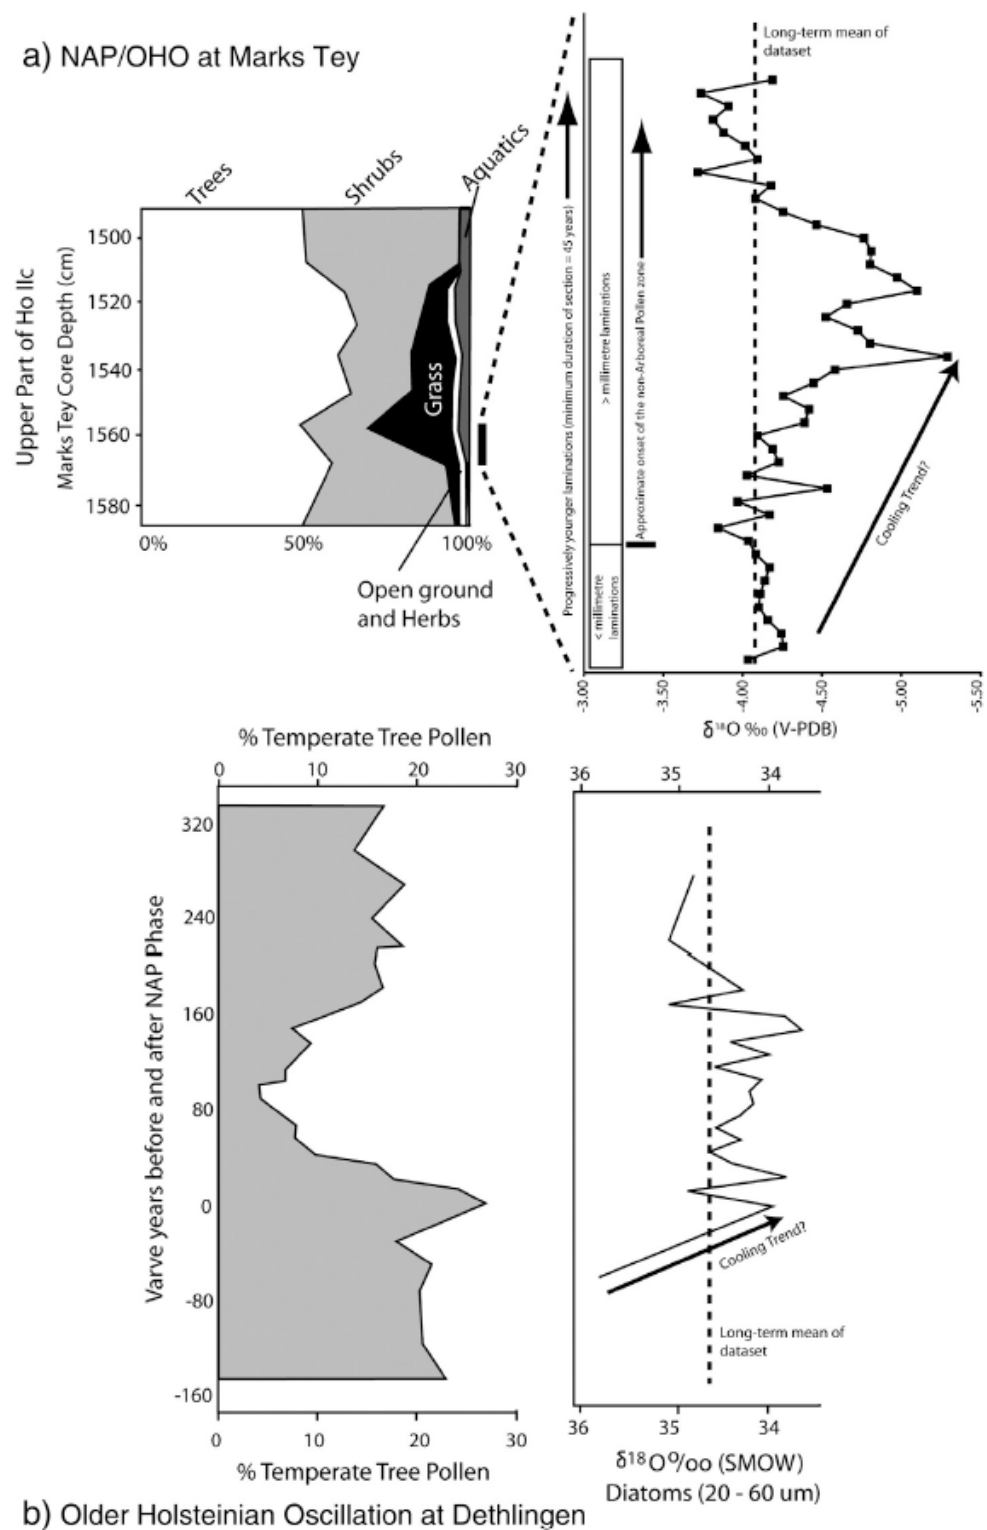 a) NAP/OHO at Marks Tey
Long-term mean of
dataset
Trees
Shrubs
Aquatics
Upper Part of Ho IIc
Marks Tey Core Depth (cm)
1500
1520
1540
1560
1580
Grass
0%
50%
100%
Open ground
and Herbs
Progressively younger laminations (minimum duration of section = 45 years)
> millimetre laminations
< millimetre
laminations
Approximate onset of the non-Arboreal Pollen zone
Cooling Trend?
-3.00
-3.50
-4.00
-4.50
-5.00
-5.50
δ¹⁸O ‰ (V-PDB)
% Temperate Tree Pollen
0
10
20
30
Varve years before and after NAP Phase
320
240
160
80
0
-80
-160
0
10
20
30
% Temperate Tree Pollen
36
35
34
Cooling Trend?
Long-term mean of
dataset
36
35
34
δ¹⁸O⁰/oo (SMOW)
Diatoms (20 - 60 um)
b) Older Holsteinian Oscillation at Dethlingen